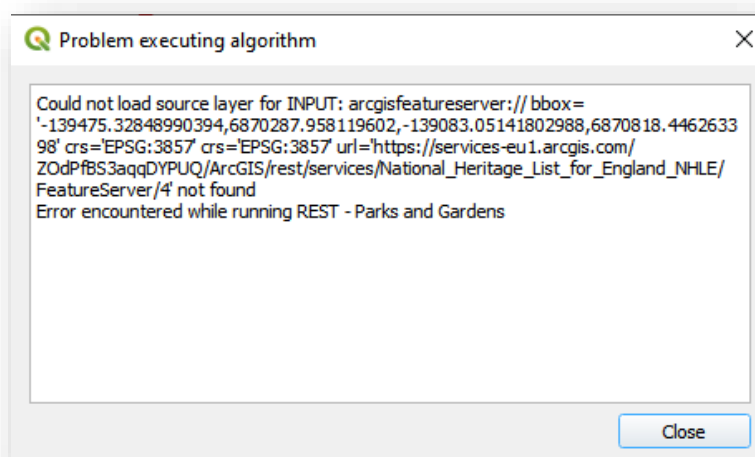 Problem executing algorithm
Could not load source layer for INPUT: arcgisfeatureserver:// bbox=
'-139475.32848990394,6870287.958119602,-139083.05141802988,6870818.4462633
98' crs='EPSG:3857' crs='EPSG:3857' url='https://services-eu1.arcgis.com/
ZOdPfBS3aqqDYPUQ/ArcGIS/rest/services/National_Heritage_List_for_England_NHLE/
FeatureServer/4' not found
Error encountered while running REST - Parks and Gardens
Close